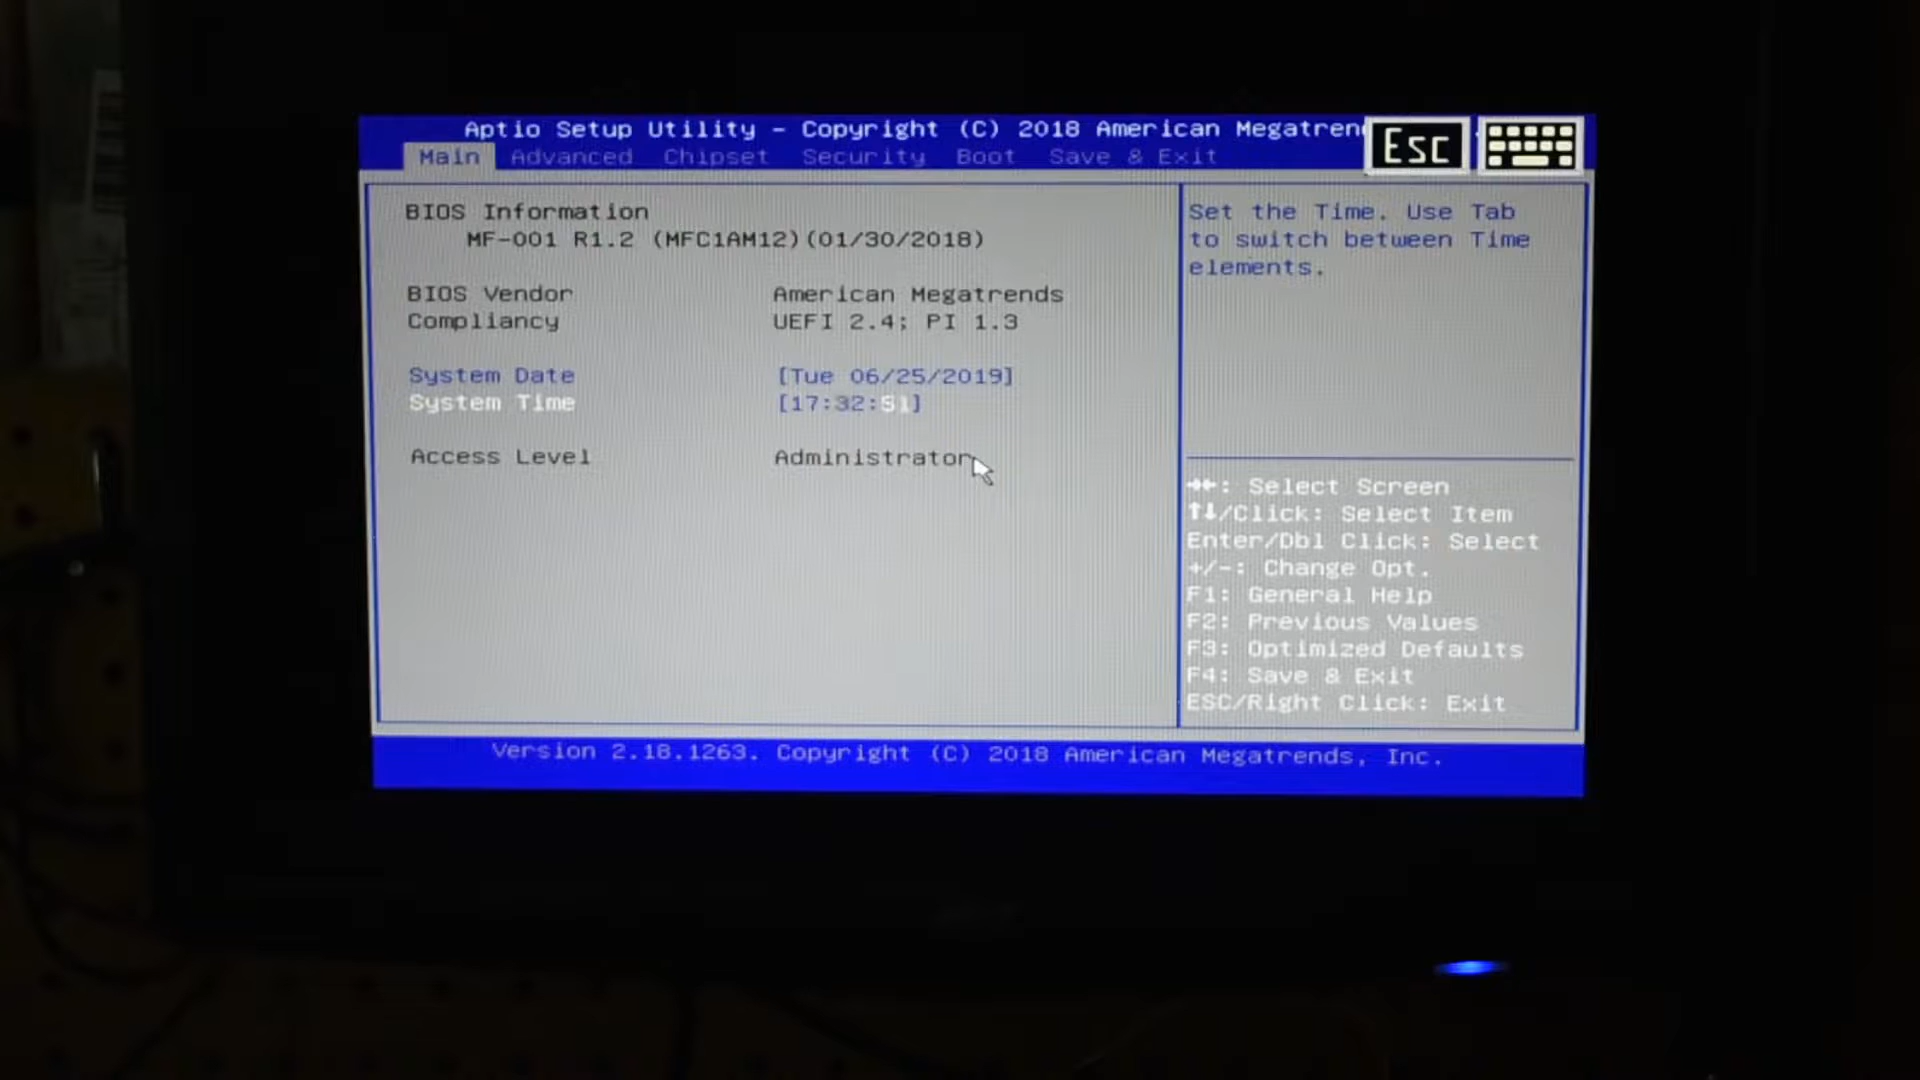 Aptio Setup Utility - Copyright (C) 2018 American
Esc
Main Advanced Chipset Security Boot Save & Exit
BIOS Information
MF-001 R1.2 (MFC1AM12)(01/30/2018)
BIOS Vendor American Megatrends
Compliancy UEFI 2.4; PI 1.3
System Date [Tue 06/25/2019]
System Time [17:32:51]
Access Level Administrator
Set the Time. Use Tab
to switch between Time
elements.
→←: Select Screen
↑↓/Click: Select Item
Enter/Dbl Click: Select
+/-: Change Opt.
F1: General Help
F2: Previous Values
F3: Optimized Defaults
F4: Save & Exit
ESC/Right Click: Exit
Version 2.18.1263. Copyright (C) 2018 American Megatrends, Inc.